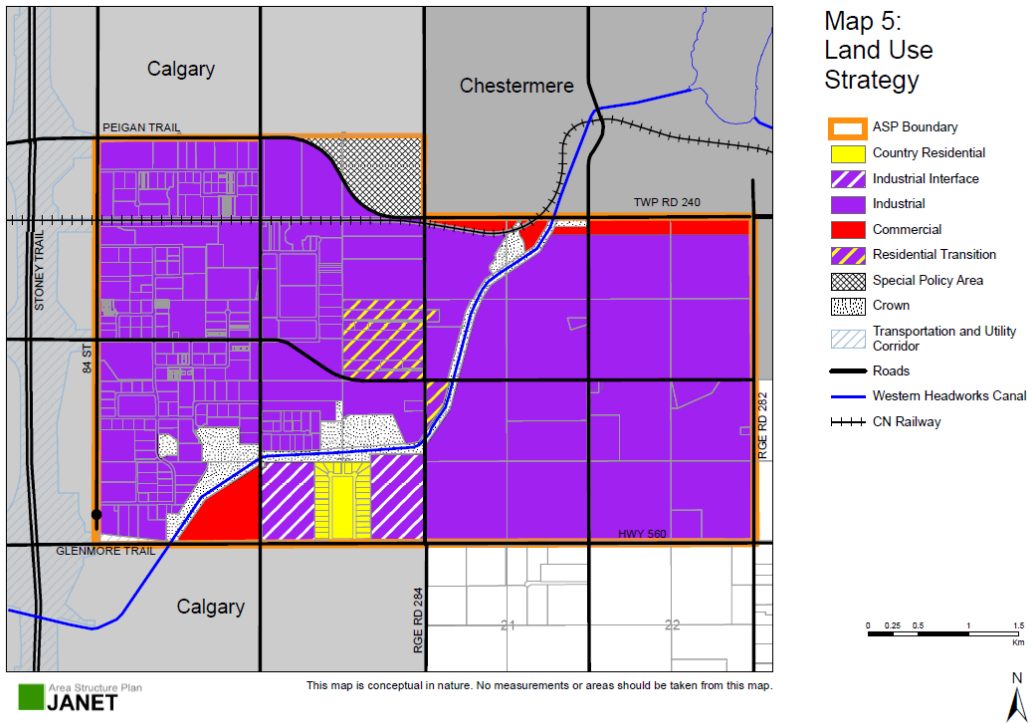 Map 5:
Land Use
Strategy
Calgary
Chestermere
PEIGAN TRAIL
TWP RD 240
STONEY TRAIL
84 ST
RGE RD 282
HWY 560
GLENMORE TRAIL
Calgary
RGE RD 284
21
22
ASP Boundary
Country Residential
Industrial Interface
Industrial
Commercial
Residential Transition
Special Policy Area
Crown
Transportation and Utility
Corridor
Roads
Western Headworks Canal
CN Railway
0 0.25 0.5 1 1.5
Km
N
Area Structure Plan
JANET
This map is conceptual in nature. No measurements or areas should be taken from this map.